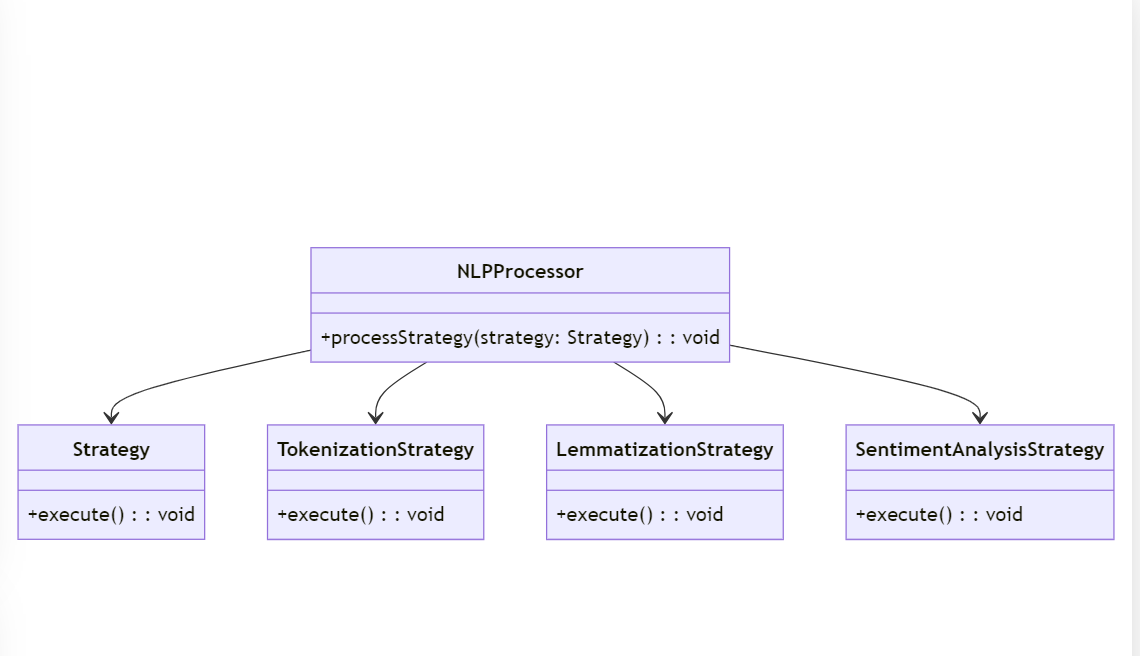 NLPProcessor
+processStrategy(strategy: Strategy) : : void
Strategy
+execute() : : void
TokenizationStrategy
+execute() : : void
LemmatizationStrategy
+execute() : : void
SentimentAnalysisStrategy
+execute() : : void